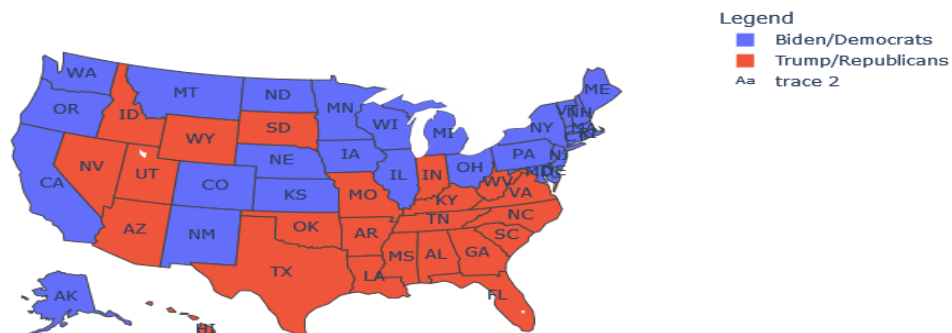 Legend
Biden/Democrats
Trump/Republicans
Aa trace 2
WA
ME
MT
ND
MN
OR
ID
WI
NH
SD
MI
NY
WY
IA
PA
NJ
NE
OH
NV
IL
IN
UT
CO
CA
KS
MO
WV
VA
KY
NC
TN
AZ
OK
NM
AR
SC
MS
AL
GA
TX
LA
FL
AK
HI